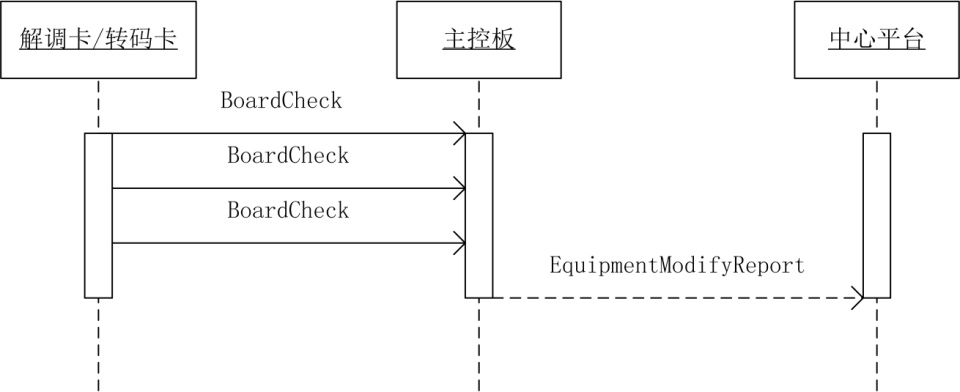 解调卡/转码卡
主控板
中心平台
BoardCheck
BoardCheck
BoardCheck
EquipmentModifyReport